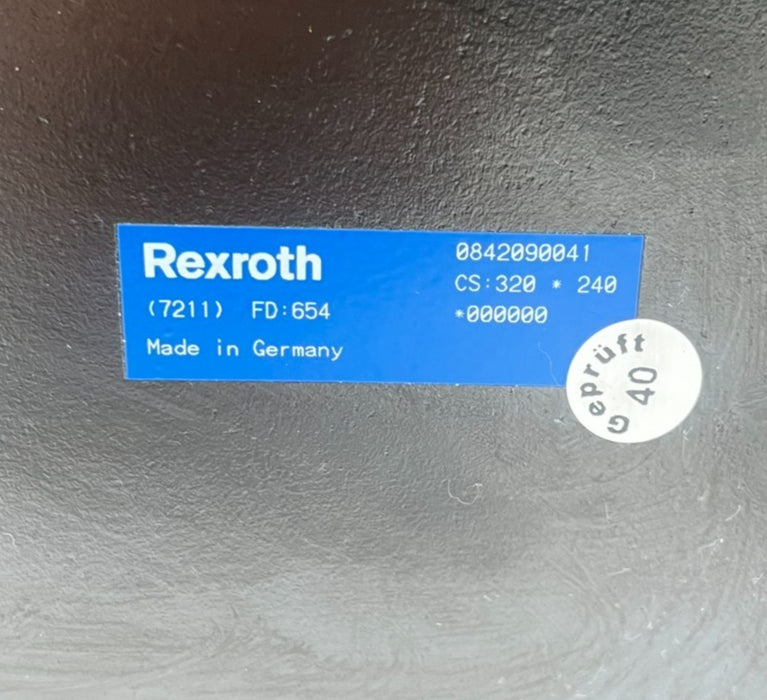 Rexroth
(7211) FD:654
Made in Germany
0842090041
CS:320 * 240
*000000
Geprüft
40